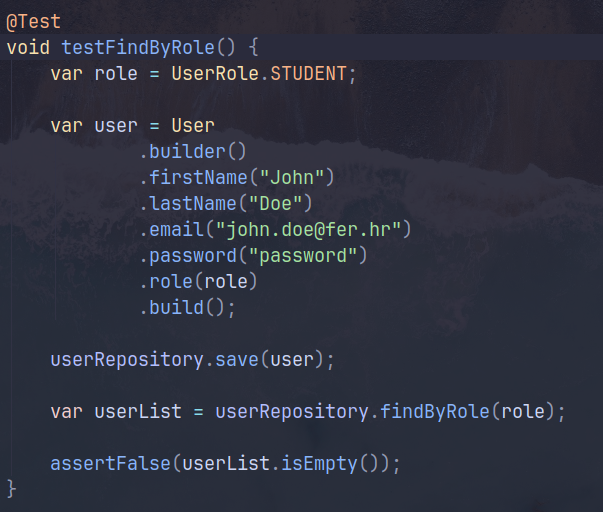 @Test
void testFindByRole() {
    var role = UserRole.STUDENT;

    var user = User
            .builder()
            .firstName("John")
            .lastName("Doe")
            .email("john.doe@fer.hr")
            .password("password")
            .role(role)
            .build();

    userRepository.save(user);

    var userList = userRepository.findByRole(role);

    assertFalse(userList.isEmpty());
}